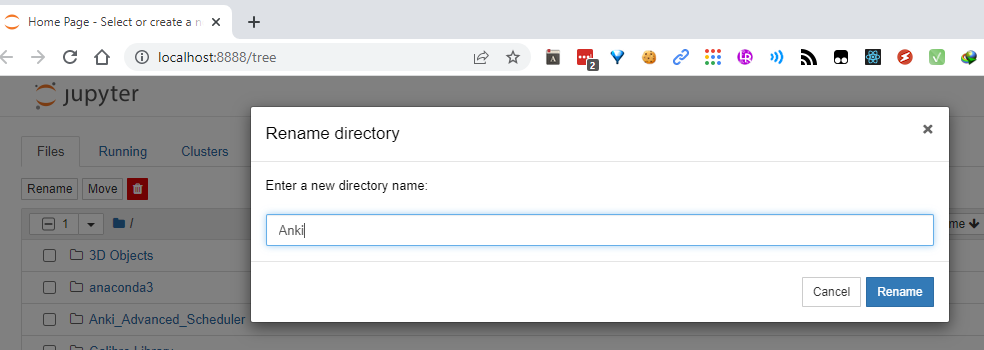 Home Page - Select or create a n
localhost:8888/tree
2
jupyter
Rename directory
Files Running Clusters
Enter a new directory name:
Rename Move
1 /
Anki
me
3D Objects
anaconda3
Cancel Rename
Anki_Advanced_Scheduler